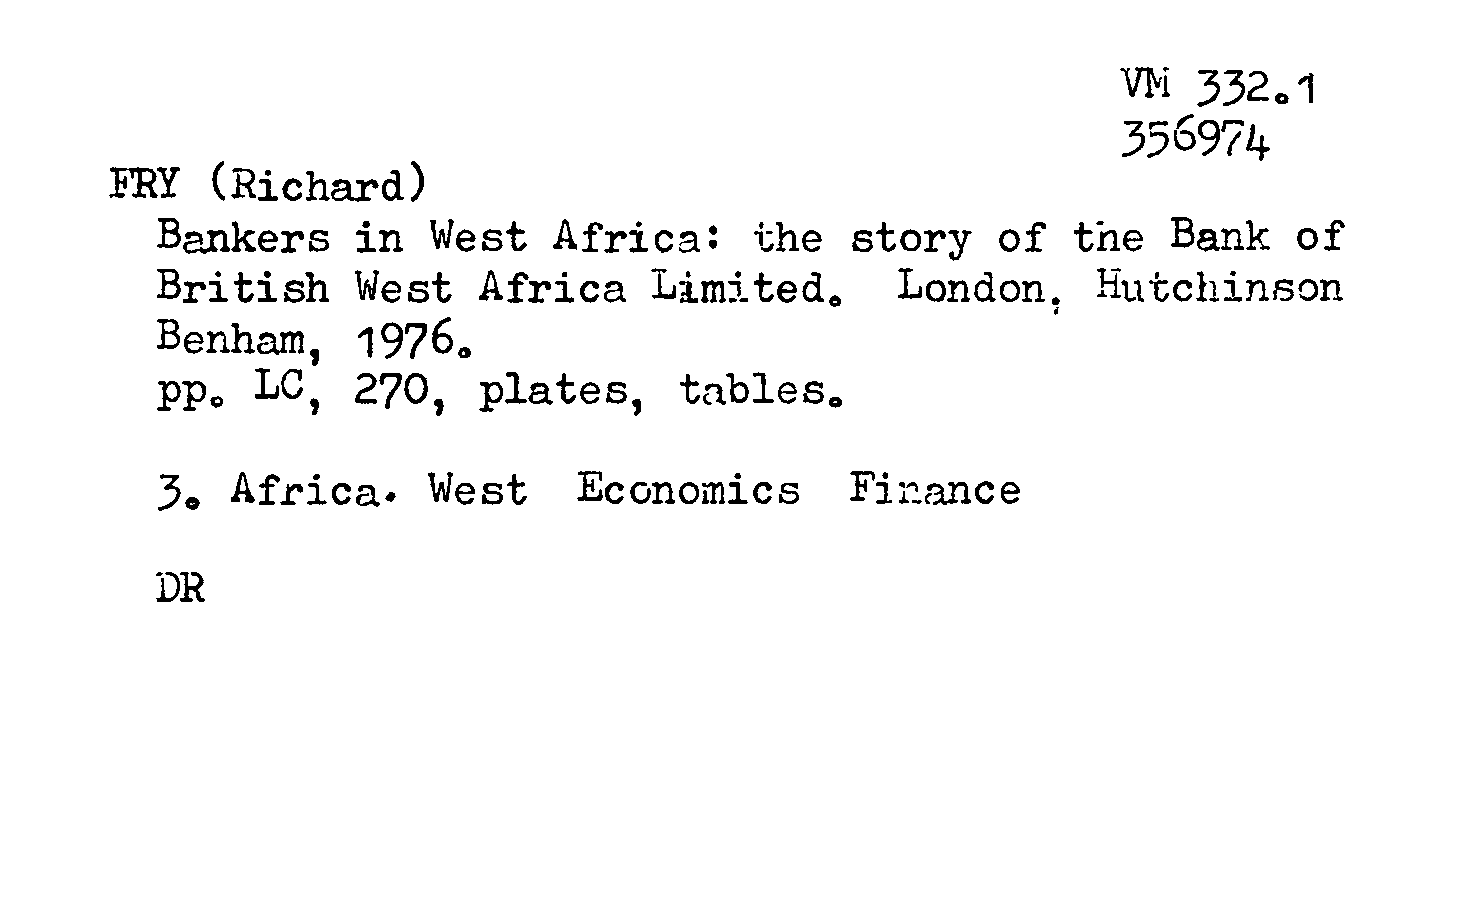 VM 332.1
356974
FRY (Richard)
Bankers in West Africa: the story of the Bank of
British West Africa Limited. London, Hutchinson
Benham, 1976.
pp. LC, 270, plates, tables.
3. Africa. West Economics Finance
DR